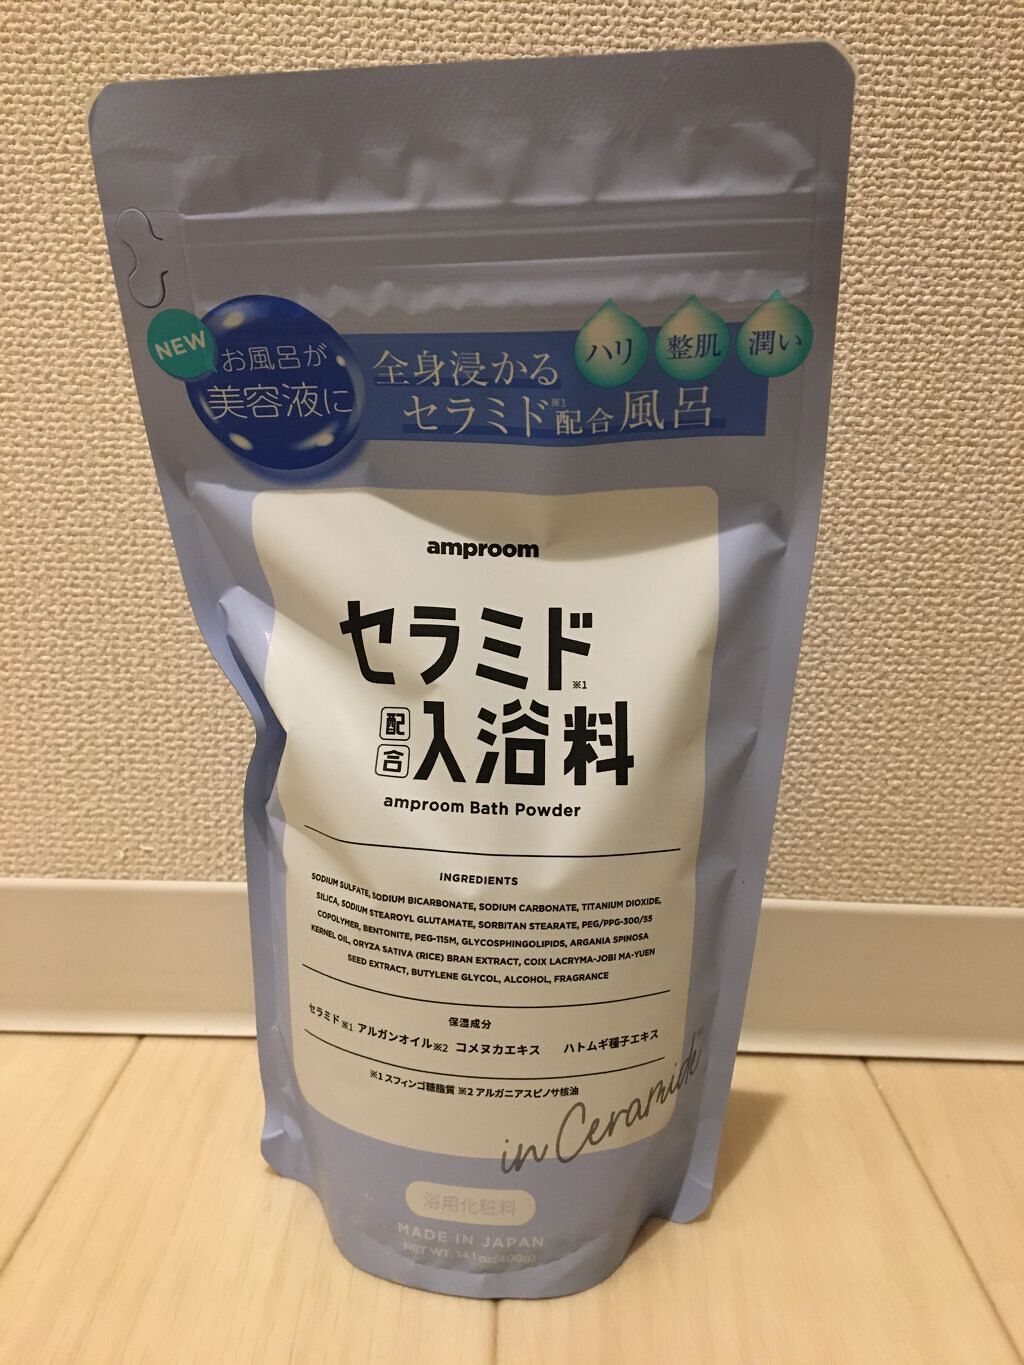 NEW
お風呂が
美容液に
全身浸かる
セラミド※1配合風呂
ハリ
整肌
潤い
amproom
セラミド※1
配合入浴料
amproom Bath Powder
INGREDIENTS
SODIUM SULFATE, SODIUM BICARBONATE, SODIUM CARBONATE, TITANIUM DIOXIDE,
SILICA, SODIUM STEAROYL GLUTAMATE, SORBITAN STEARATE, PEG/PPG-300/55
COPOLYMER, BENTONITE, PEG-115M, GLYCOSPHINGOLIPIDS, ARGANIA SPINOSA
KERNEL OIL, ORYZA SATIVA (RICE) BRAN EXTRACT, COIX LACRYMA-JOBI MA-YUEN
SEED EXTRACT, BUTYLENE GLYCOL, ALCOHOL, FRAGRANCE
保湿成分
セラミド※1 アルガンオイル※2 コメヌカエキス ハトムギ種子エキス
※1 スフィンゴ糖脂質 ※2 アルガニアスピノサ核油
in Ceramide
浴用化粧料
MADE IN JAPAN
NET WT. 14.1 oz(400g)